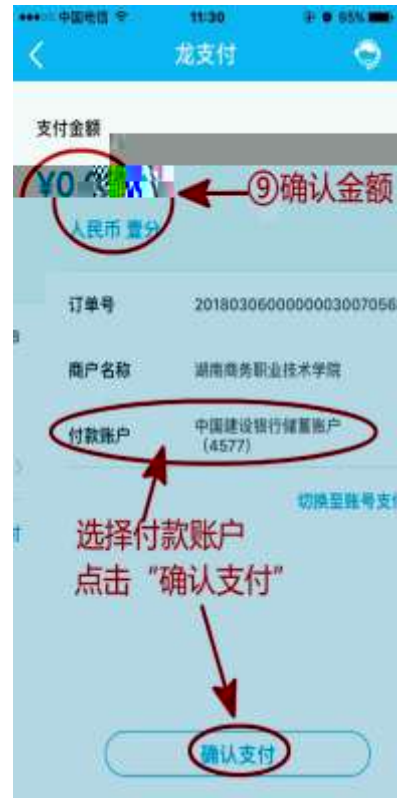 中国电信 11:30 65%
龙支付
支付金额
¥0
⑨确认金额
人民币 壹分
订单号 20180306000000003007056
商户名称 湖南商务职业技术学院
付款账户 中国建设银行储蓄账户
(4577)
切换至账号支付
选择付款账户
点击“确认支付”
确认支付